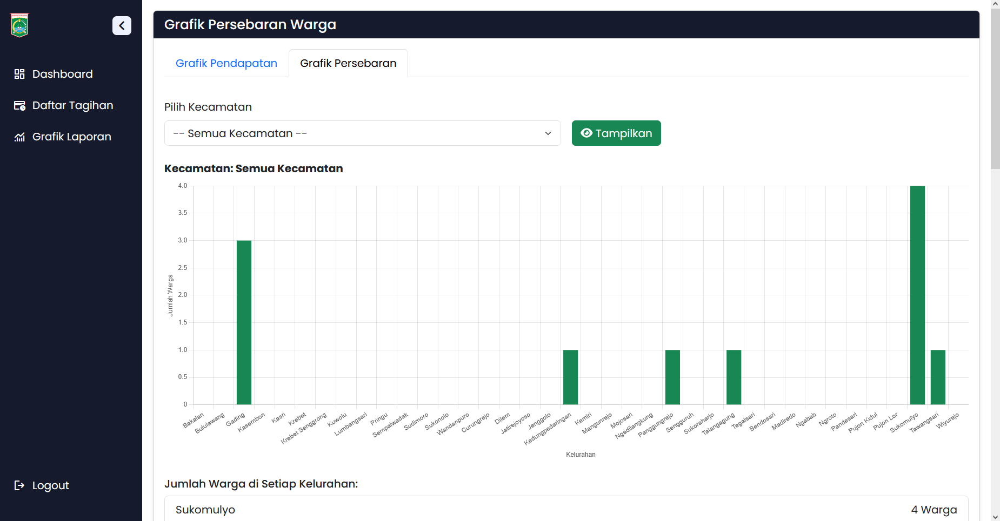 Grafik Persebaran Warga
Dashboard
Daftar Tagihan
Grafik Laporan
Logout
Grafik Pendapatan
Grafik Persebaran
Pilih Kecamatan
-- Semua Kecamatan --
Tampilkan
Kecamatan: Semua Kecamatan
4.0
3.5
3.0
2.5
2.0
1.5
1.0
0.5
0
Jumlah Warga
Bakalan
Bululawang
Gading
Kasembon
Kasri
Krebet
Krebet Senggrong
Kuwolu
Lumbangsari
Pringu
Sempalwadak
Sudimoro
Sukonolo
Wandanpuro
Curungrejo
Dilem
Jatirejoyoso
Jenggolo
Kedungpedaringan
Kemiri
Mangunrejo
Mojosari
Ngadilangkung
Panggungrejo
Sengguruh
Sukoraharjo
Talangagung
Tegalsari
Bendosari
Madiredo
Ngabab
Ngroto
Pandesari
Pujon Kidul
Pujon Lor
Sukomulyo
Tawangsari
Wiyurejo
Kelurahan
Jumlah Warga di Setiap Kelurahan:
Sukomulyo
4 Warga